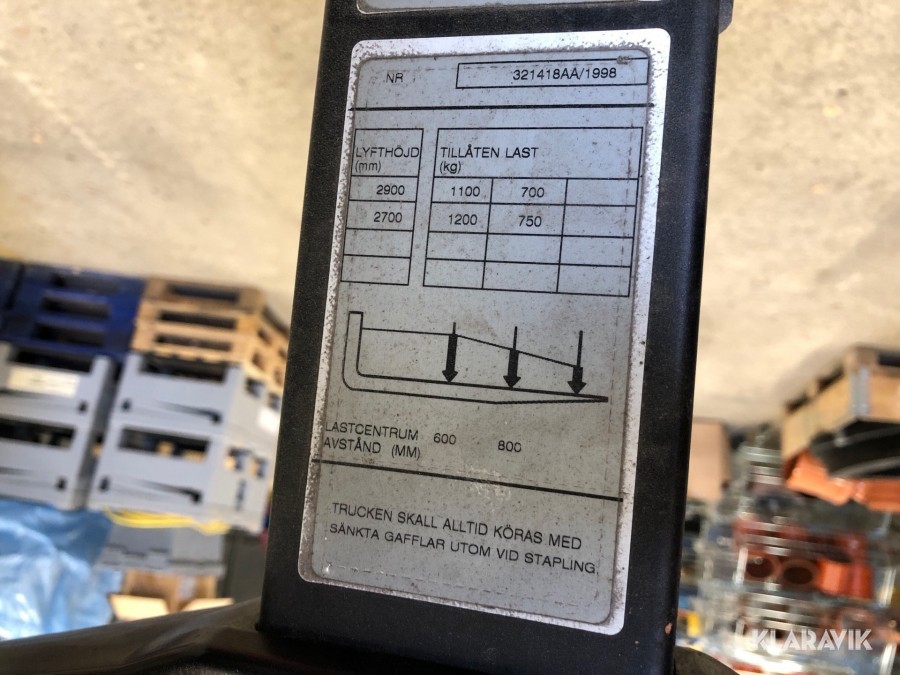 NR 321418AA/1998
LYFTHÖJD (mm) TILLÅTEN LAST (kg)
2900 1100 700
2700 1200 750
LASTCENTRUM AVSTÅND (MM) 600 800
TRUCKEN SKALL ALLTID KÖRAS MED
SÄNKTA GAFFLAR UTOM VID STAPLING
KLARAVIK